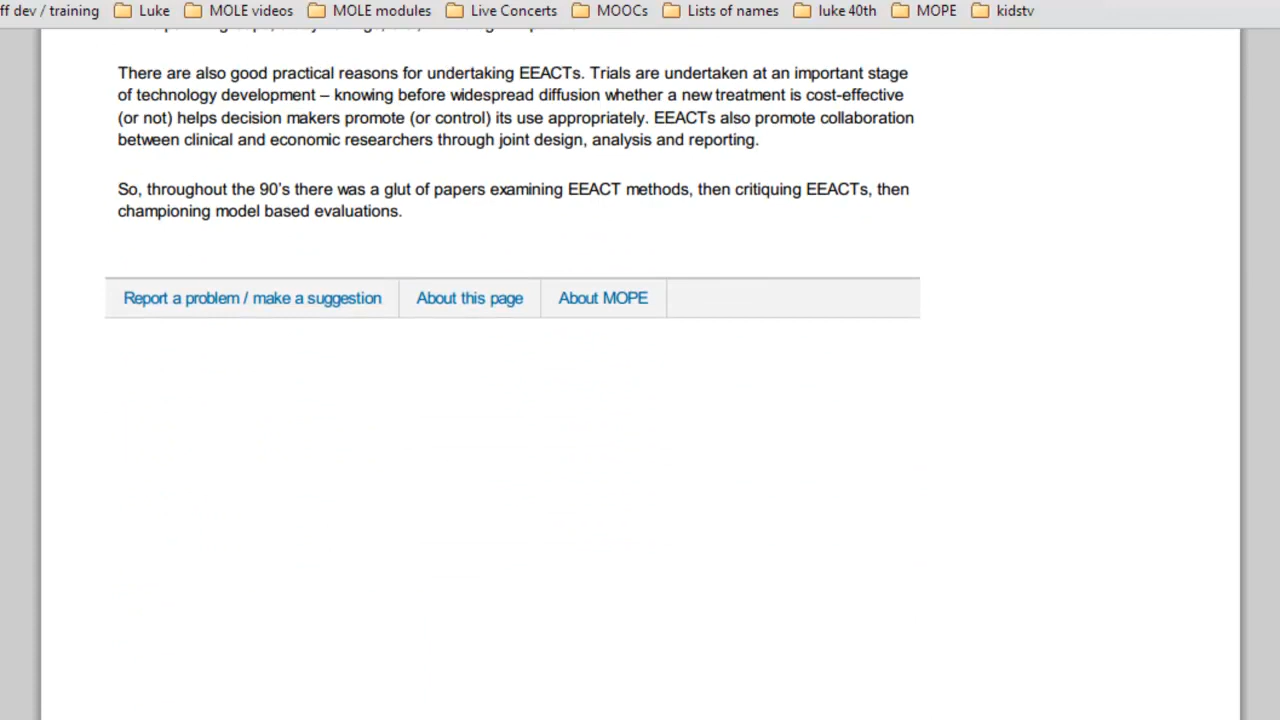 ff dev / training Luke MOLE videos MOLE modules Live Concerts MOOCs Lists of names luke 40th MOPE kidstv
There are also good practical reasons for undertaking EEACTs. Trials are undertaken at an important stage
of technology development – knowing before widespread diffusion whether a new treatment is cost-effective
(or not) helps decision makers promote (or control) its use appropriately. EEACTs also promote collaboration
between clinical and economic researchers through joint design, analysis and reporting.
So, throughout the 90's there was a glut of papers examining EEACT methods, then critiquing EEACTs, then
championing model based evaluations.
Report a problem / make a suggestion About this page About MOPE